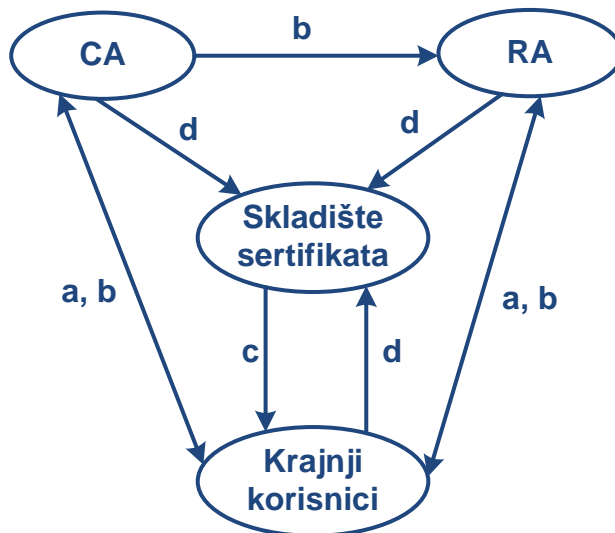 b
CA
RA
d
d
Skladište
sertifikata
a, b
a, b
c
d
Krajnji
korisnici